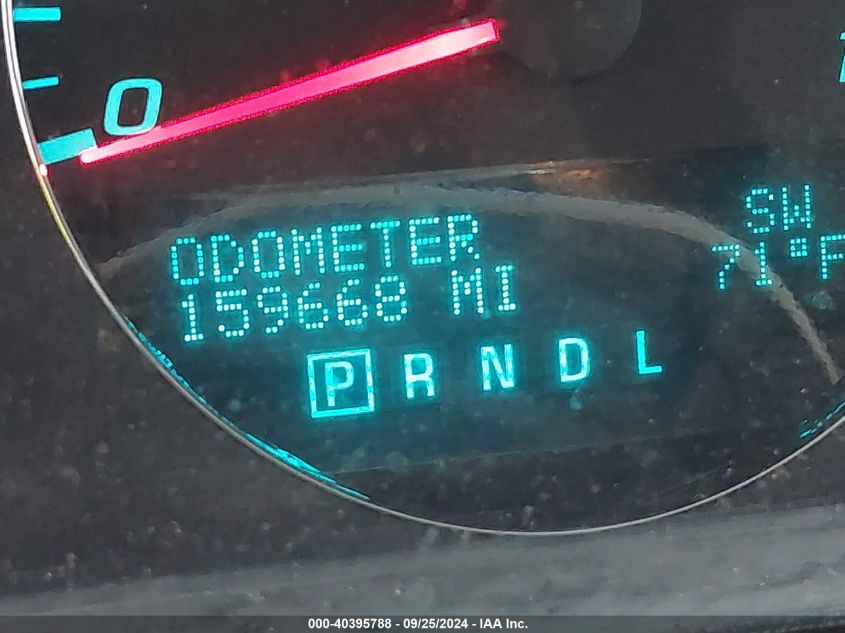 0
SW
ODOMETER
71°F
159668 MI
P R N D L
000-40395788 - 09/25/2024 - IAA Inc.